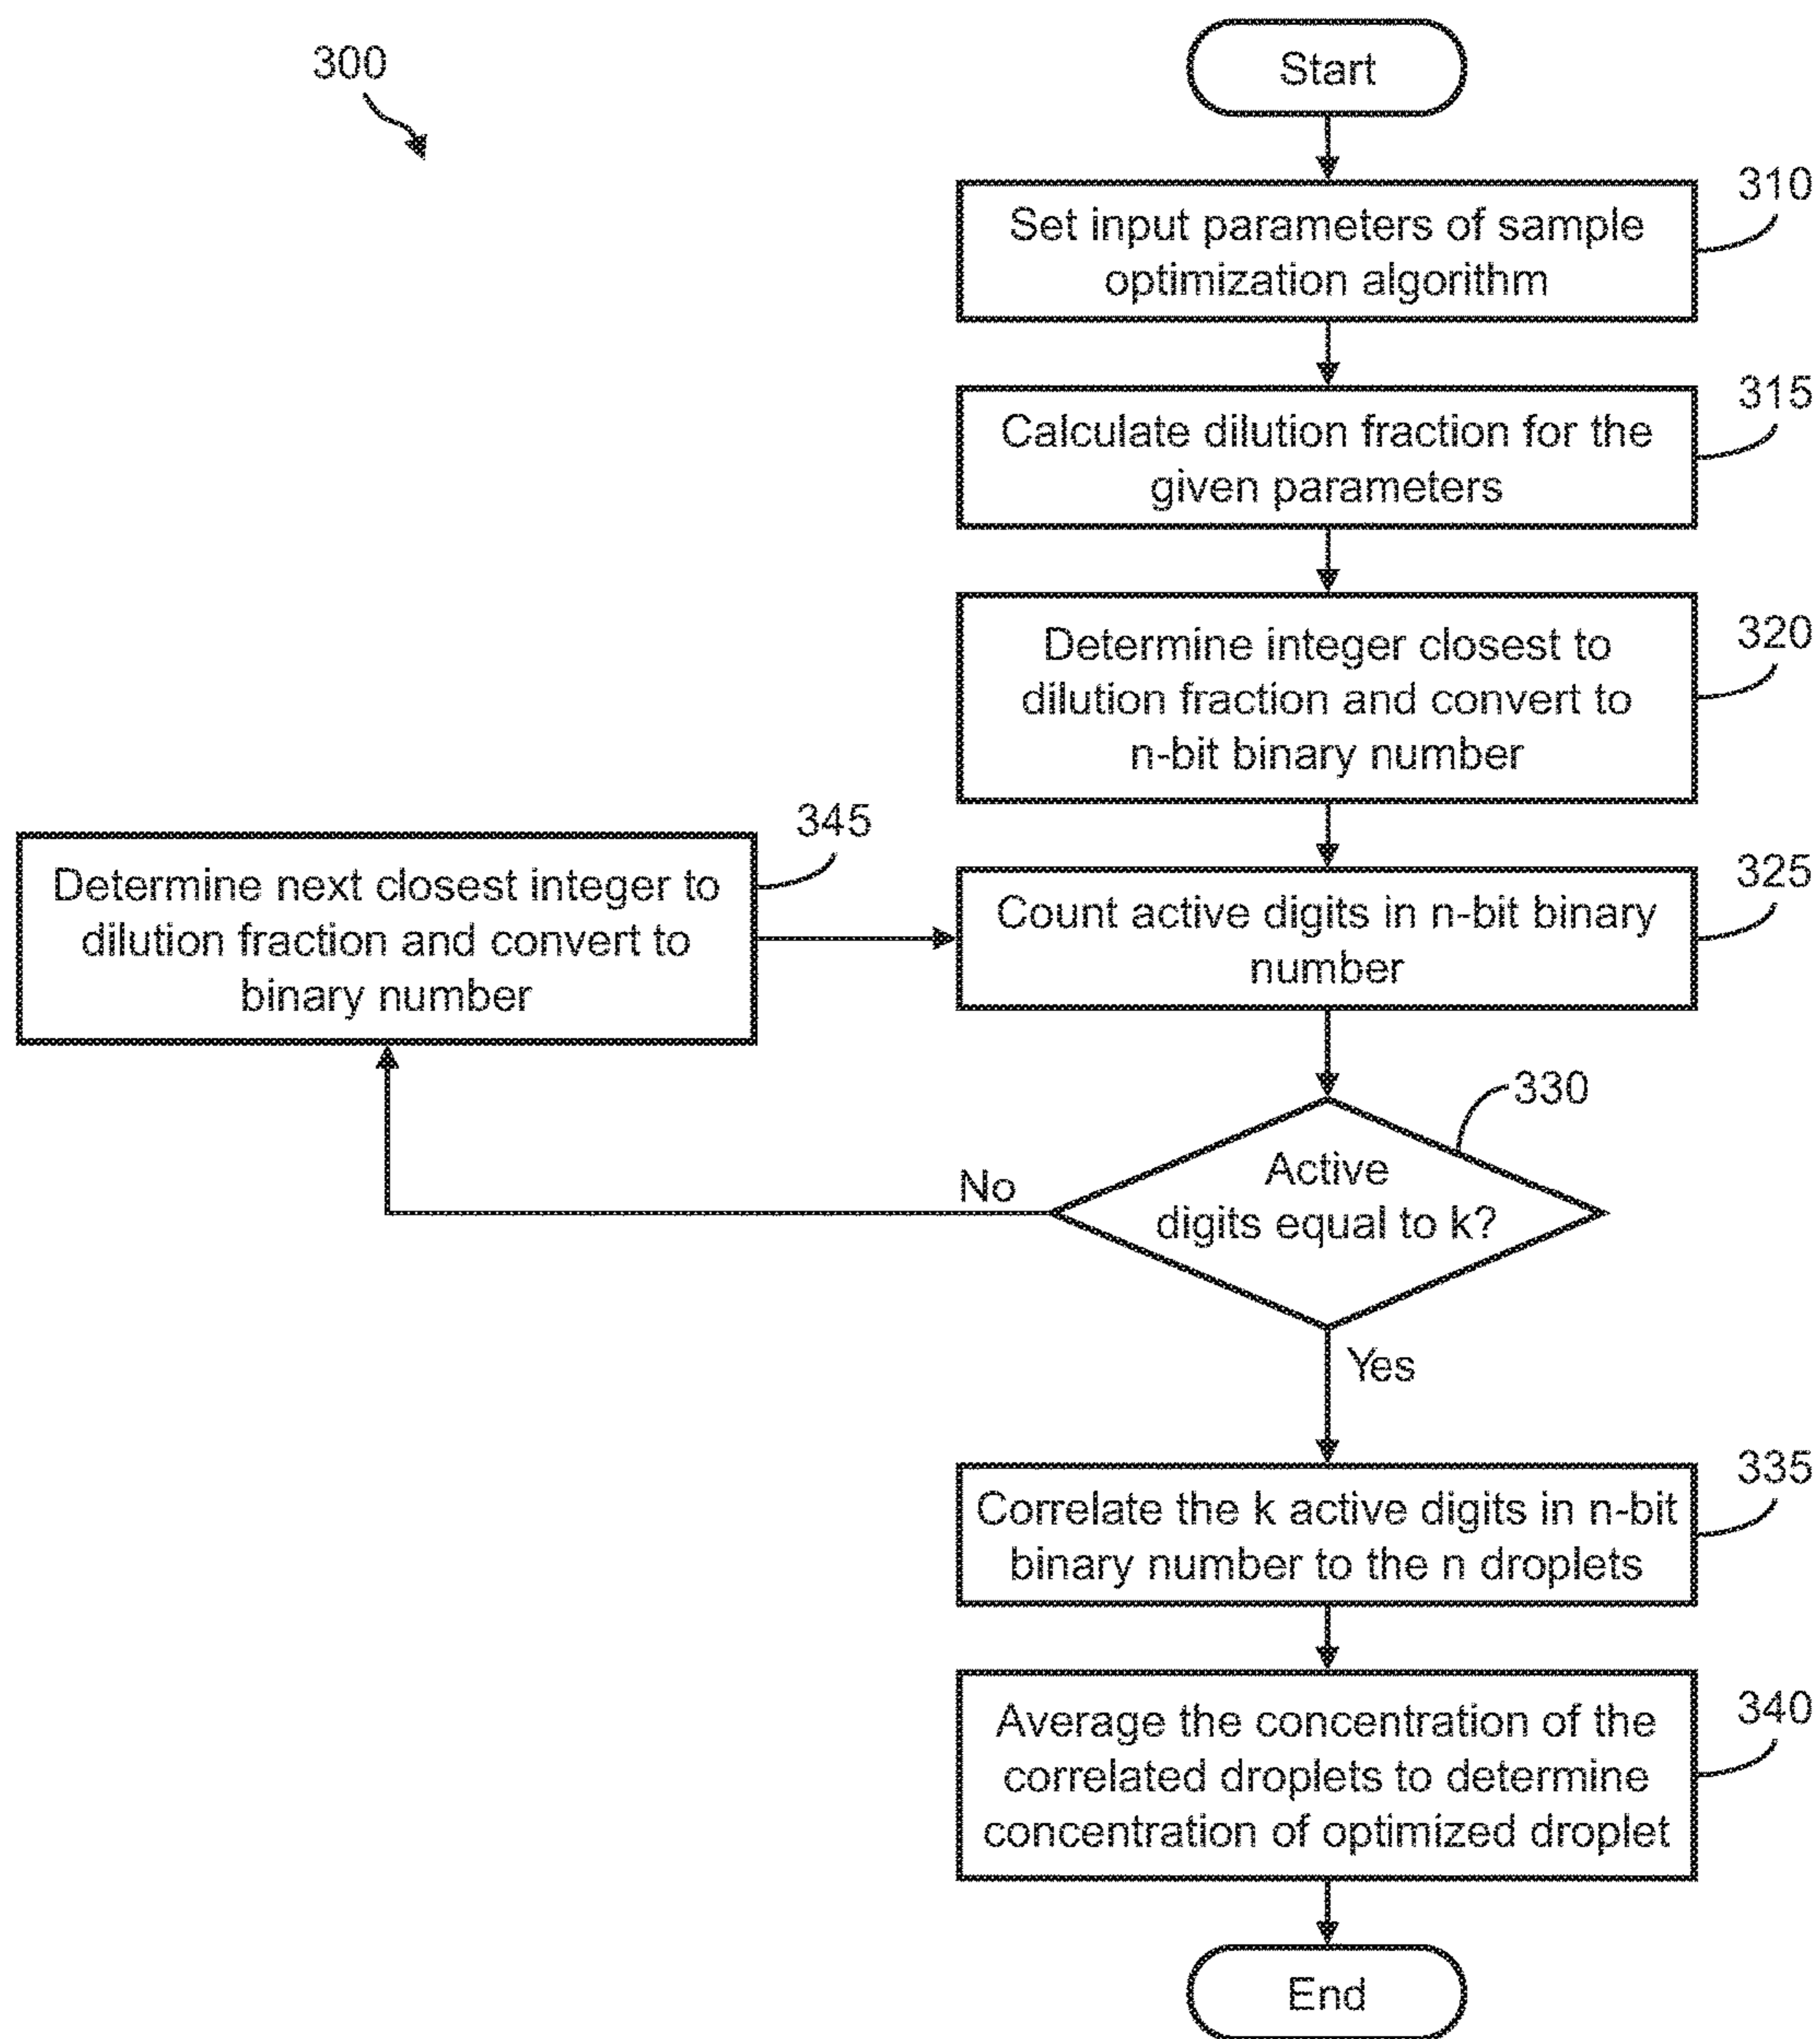 300
Start
310
Set input parameters of sample
optimization algorithm
315
Calculate dilution fraction for the
given parameters
320
Determine integer closest to
dilution fraction and convert to
n-bit binary number
345
Determine next closest integer to
dilution fraction and convert to
binary number
325
Count active digits in n-bit binary
number
330
Active
digits equal to k?
No
Yes
335
Correlate the k active digits in n-bit
binary number to the n droplets
340
Average the concentration of the
correlated droplets to determine
concentration of optimized droplet
End